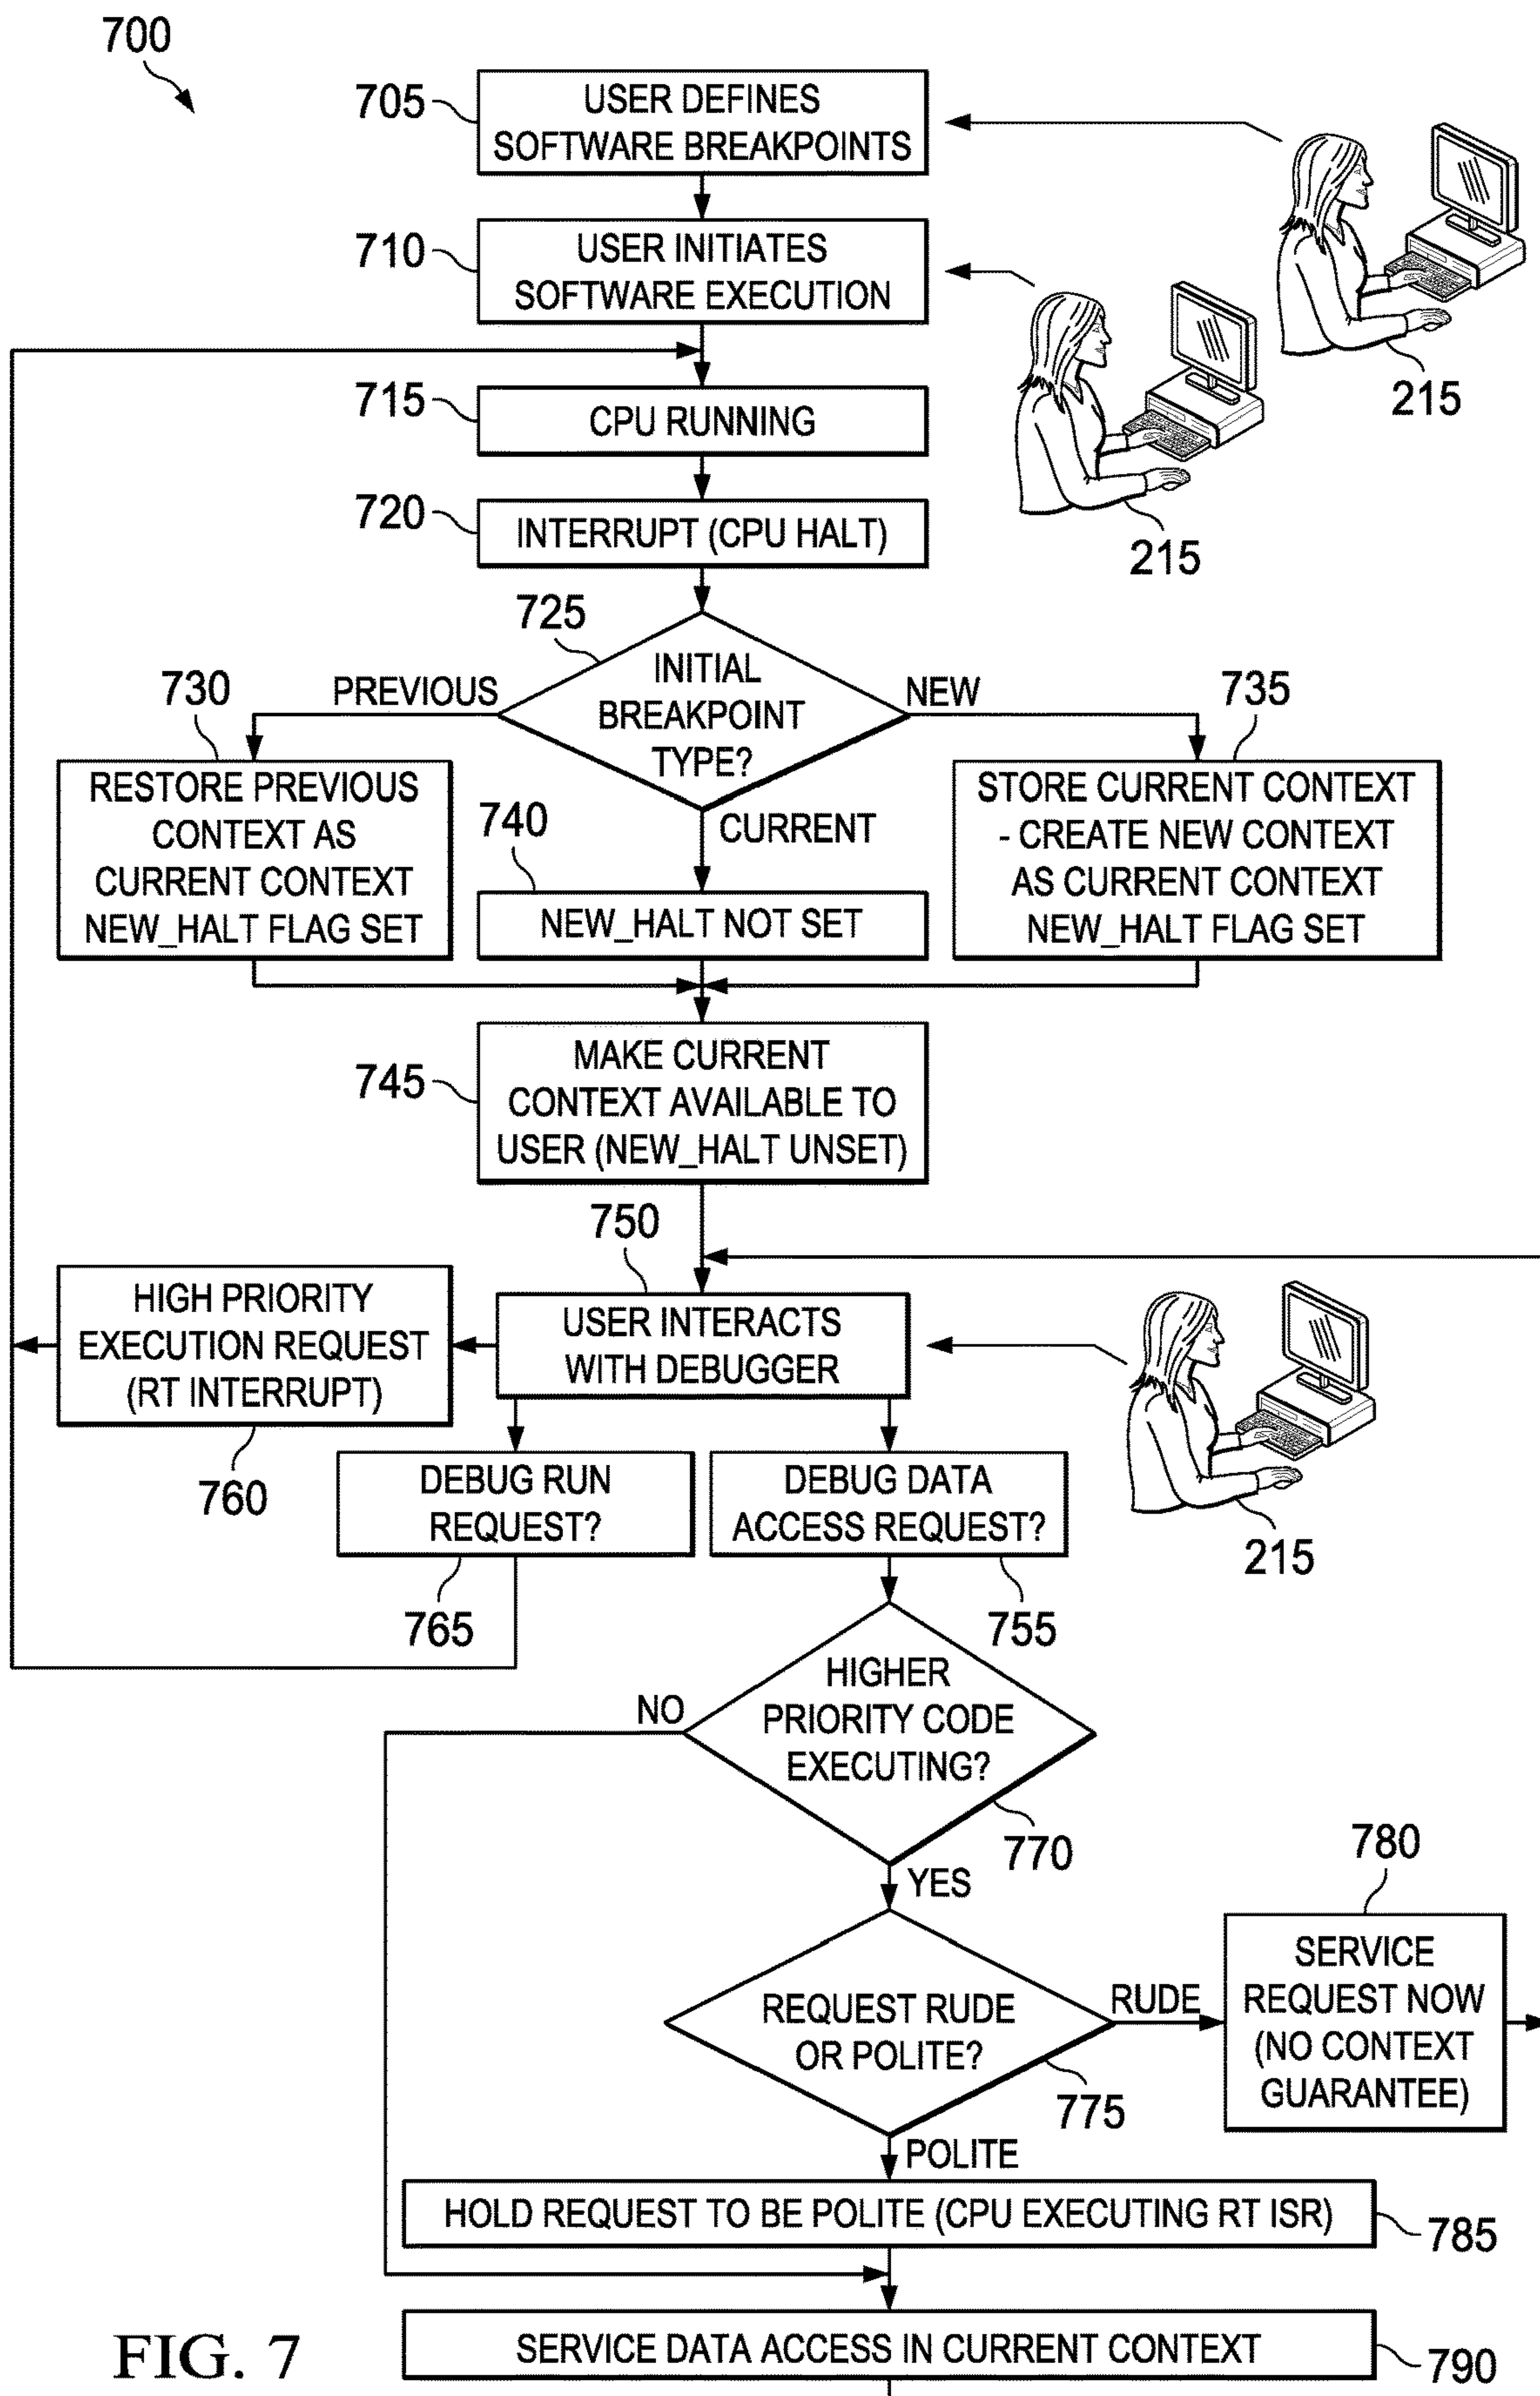 700
705
USER DEFINES
SOFTWARE BREAKPOINTS
710
USER INITIATES
SOFTWARE EXECUTION
215
715
CPU RUNNING
720
INTERRUPT (CPU HALT)
215
725
INITIAL
BREAKPOINT
TYPE?
PREVIOUS
NEW
CURRENT
730
RESTORE PREVIOUS
CONTEXT AS
CURRENT CONTEXT
NEW_HALT FLAG SET
740
NEW_HALT NOT SET
735
STORE CURRENT CONTEXT
- CREATE NEW CONTEXT
AS CURRENT CONTEXT
NEW_HALT FLAG SET
745
MAKE CURRENT
CONTEXT AVAILABLE TO
USER (NEW_HALT UNSET)
750
USER INTERACTS
WITH DEBUGGER
HIGH PRIORITY
EXECUTION REQUEST
(RT INTERRUPT)
760
DEBUG RUN
REQUEST?
765
DEBUG DATA
ACCESS REQUEST?
755
215
HIGHER
PRIORITY CODE
EXECUTING?
NO
770
YES
REQUEST RUDE
OR POLITE?
RUDE
775
780
SERVICE
REQUEST NOW
(NO CONTEXT
GUARANTEE)
POLITE
HOLD REQUEST TO BE POLITE (CPU EXECUTING RT ISR)
785
SERVICE DATA ACCESS IN CURRENT CONTEXT
790
FIG. 7